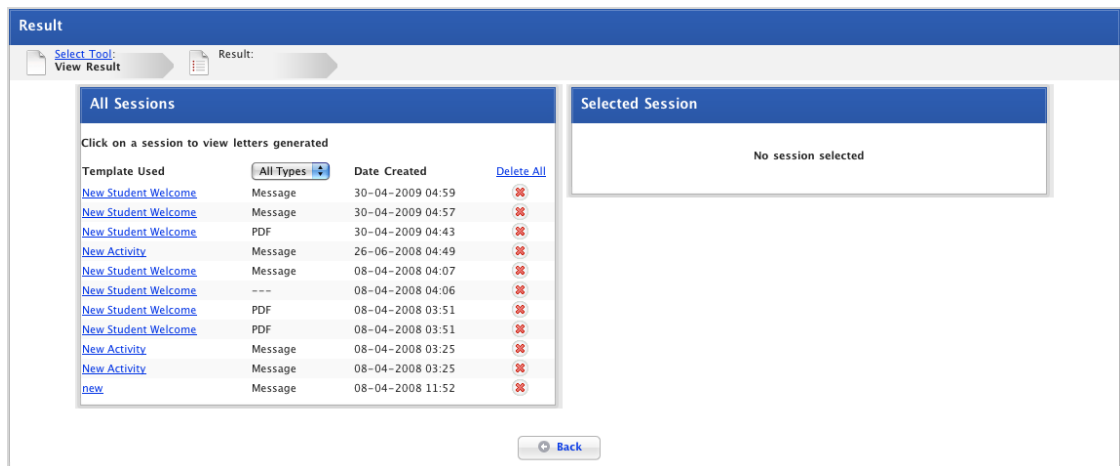 Result
Select Tool:
View Result
Result:
All Sessions
Click on a session to view letters generated
Template Used All Types Date Created Delete All
New Student Welcome Message 30-04-2009 04:59
New Student Welcome Message 30-04-2009 04:57
New Student Welcome PDF 30-04-2009 04:43
New Activity Message 26-06-2008 04:49
New Student Welcome Message 08-04-2008 04:07
New Student Welcome --- 08-04-2008 04:06
New Student Welcome PDF 08-04-2008 03:51
New Student Welcome PDF 08-04-2008 03:51
New Activity Message 08-04-2008 03:25
New Activity Message 08-04-2008 03:25
new Message 08-04-2008 11:52
Selected Session
No session selected
Back